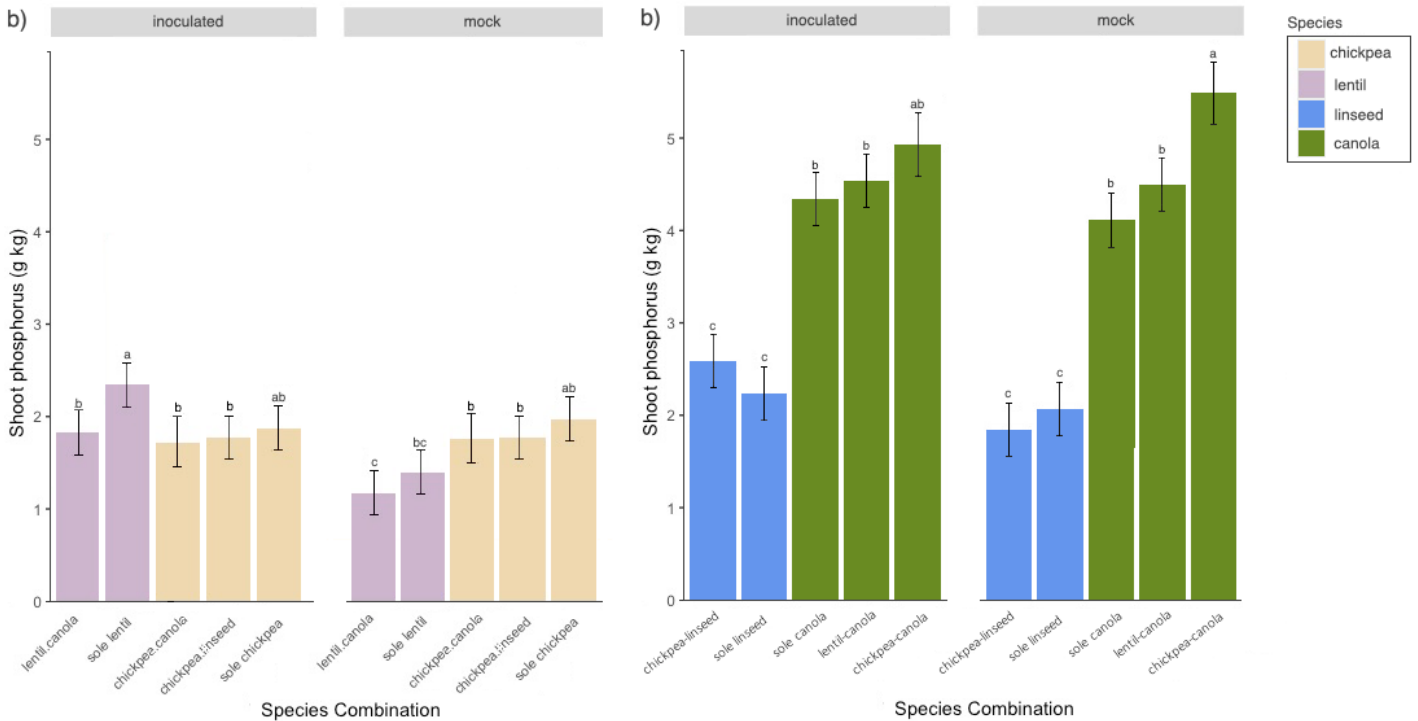 b)
inoculated
mock
Shoot phosphorus (g kg)
5
4
3
2
1
0
b
a
b
b
ab
c
bc
b
b
ab
lentil.canola
sole lentil
chickpea.canola
chickpea.linseed
sole chickpea
lentil.canola
sole lentil
chickpea.canola
chickpea.linseed
sole chickpea
Species Combination
b)
inoculated
mock
Shoot phosphorus (g kg)
5
4
3
2
1
0
c
c
b
b
ab
c
c
b
b
a
chickpea-linseed
sole linseed
sole canola
lentil-canola
chickpea-canola
chickpea-linseed
sole linseed
sole canola
lentil-canola
chickpea-canola
Species Combination
Species
chickpea
lentil
linseed
canola